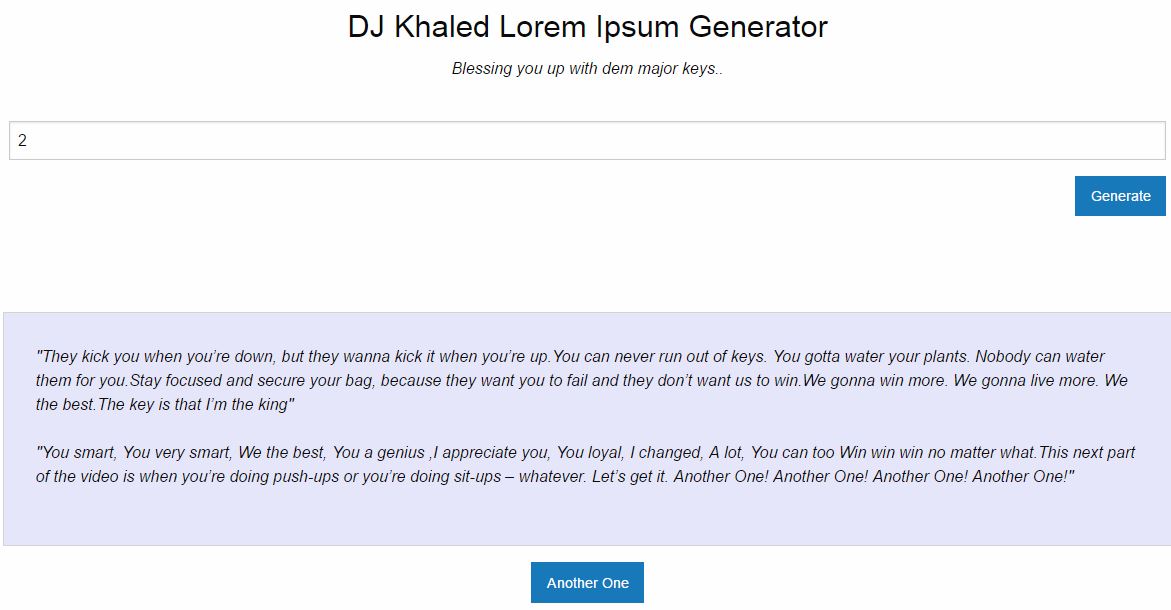 DJ Khaled Lorem Ipsum Generator
Blessing you up with dem major keys..
2
Generate
"They kick you when you’re down, but they wanna kick it when you’re up.You can never run out of keys. You gotta water your plants. Nobody can water
them for you.Stay focused and secure your bag, because they want you to fail and they don’t want us to win.We gonna win more. We gonna live more. We
the best.The key is that I’m the king"
"You smart, You very smart, We the best, You a genius ,I appreciate you, You loyal, I changed, A lot, You can too Win win win no matter what.This next part
of the video is when you’re doing push-ups or you’re doing sit-ups – whatever. Let’s get it. Another One! Another One! Another One! Another One!"
Another One